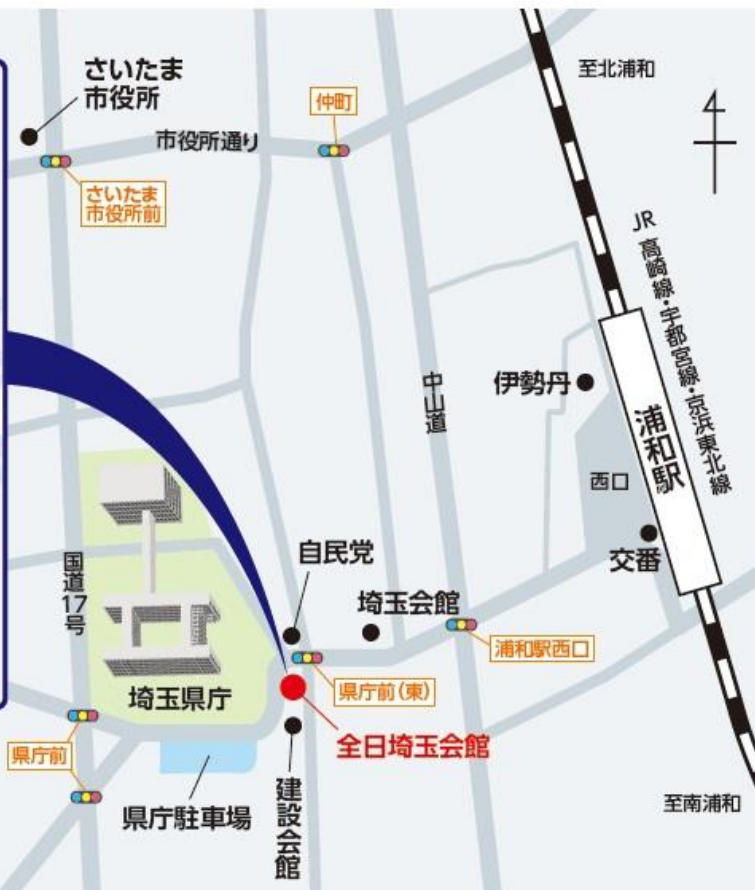 さいたま
市役所
至北浦和
仲町
市役所通り
さいたま
市役所前
JR 高崎線・宇都宮線・京浜東北線
中山道
伊勢丹
浦和駅
西口
交番
国道17号
自民党
埼玉会館
浦和駅西口
県庁前(東)
埼玉県庁
全日埼玉会館
県庁前
県庁駐車場
建設会館
至南浦和